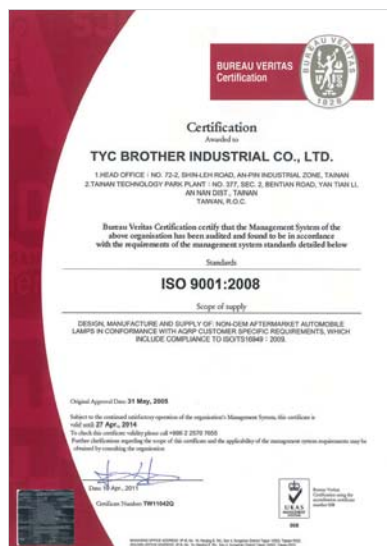 BUREAU VERITAS
Certification
BUREAU VERITAS
1828
Certification
Awarded to
TYC BROTHER INDUSTRIAL CO., LTD.
1.HEAD OFFICE : NO. 72-2, SHIN-LEH ROAD, AN-PIN INDUSTRIAL ZONE, TAINAN
2.TAINAN TECHNOLOGY PARK PLANT : NO. 377, SEC. 2, BENTIAN ROAD, YAN TIAN LI,
AN NAN DIST., TAINAN
TAIWAN, R.O.C.
Bureau Veritas Certification certify that the Management System of the
above organisation has been audited and found to be in accordance
with the requirements of the management system standards detailed below
Standards
ISO 9001:2008
Scope of supply
DESIGN, MANUFACTURE AND SUPPLY OF: NON-OEM AFTERMARKET AUTOMOBILE
LAMPS IN CONFORMANCE WITH AQRP CUSTOMER SPECIFIC REQUIREMENTS, WHICH
INCLUDE COMPLIANCE TO ISO/TS16949 : 2009.
Original Approval Date: 31 May, 2005
Subject to the continued satisfactory operation of the organisation's Management System, this certificate is
valid until: 27 Apr., 2014
To check this certificate validity please call +886 2 2570 7655
Further clarifications regarding the scope of this certificate and the applicability of the management system requirements may be
obtained by consulting the organisation
Date: Apr., 2011
Certificate Number: TW11042Q
UKAS
MANAGEMENT
SYSTEMS
008
Bureau Veritas
Certification